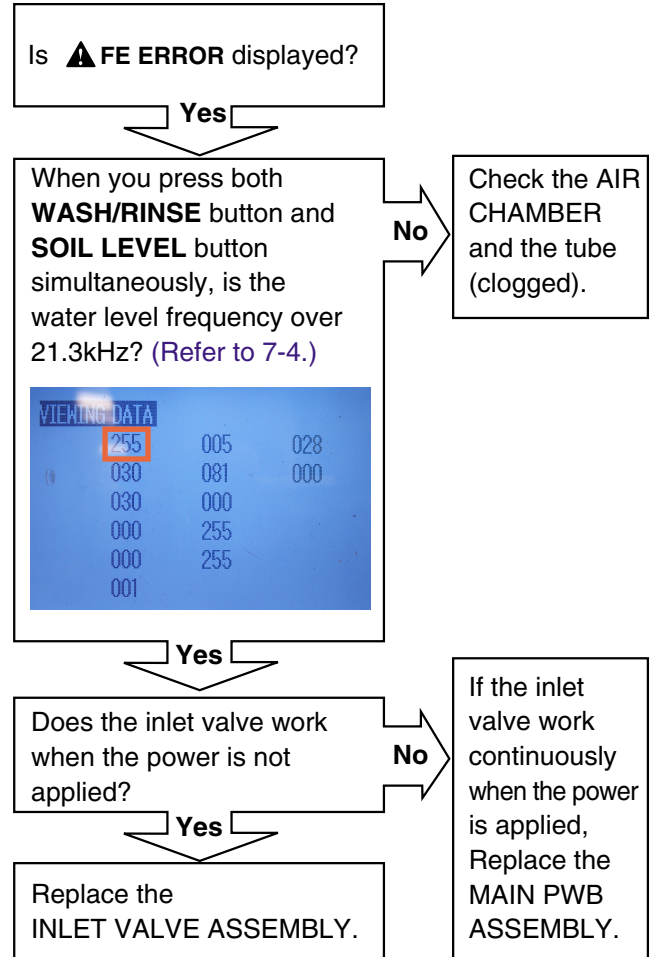 Is ⚠ FE ERROR displayed?
Yes
When you press both
WASH/RINSE button and
SOIL LEVEL button
simultaneously, is the
water level frequency over
21.3kHz? (Refer to 7-4.)
No
Check the AIR
CHAMBER
and the tube
(clogged).
VIEWING DATA
255 005 028
030 081 000
030 000
000 255
000 255
001
Yes
Does the inlet valve work
when the power is not
applied?
No
If the inlet
valve work
continuously
when the power
is applied,
Replace the
MAIN PWB
ASSEMBLY.
Yes
Replace the
INLET VALVE ASSEMBLY.